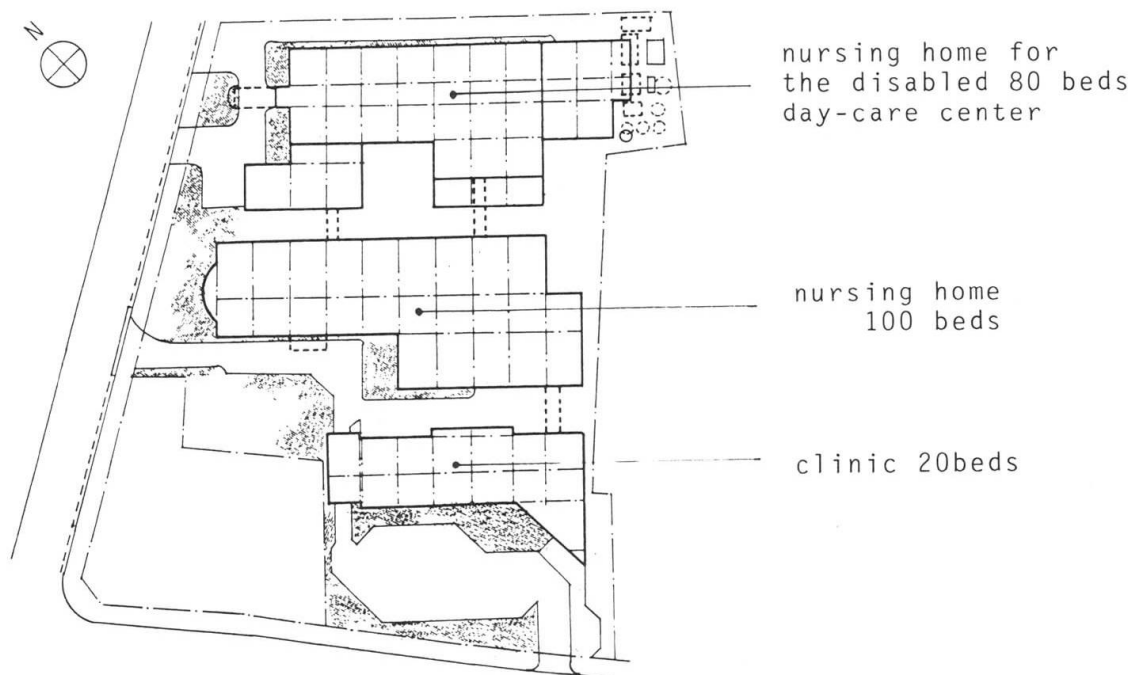 N
nursing home for
the disabled 80 beds
day-care center
nursing home
100 beds
clinic 20beds